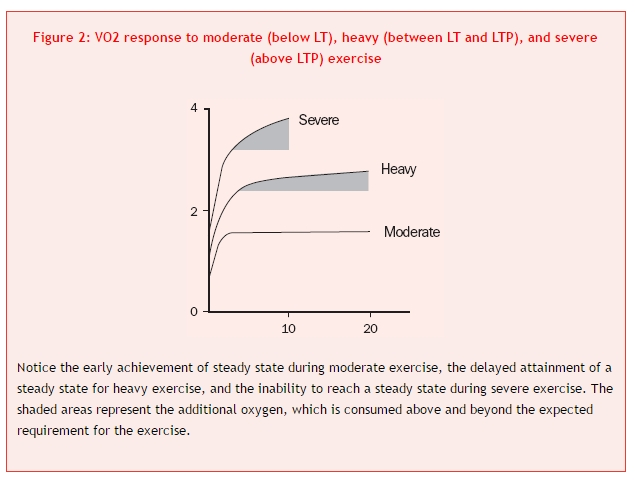 Figure 2: VO2 response to moderate (below LT), heavy (between LT and LTP), and severe
(above LTP) exercise
4
Severe
Heavy
2
Moderate
0
10 20
Notice the early achievement of steady state during moderate exercise, the delayed attainment of a
steady state for heavy exercise, and the inability to reach a steady state during severe exercise. The
shaded areas represent the additional oxygen, which is consumed above and beyond the expected
requirement for the exercise.